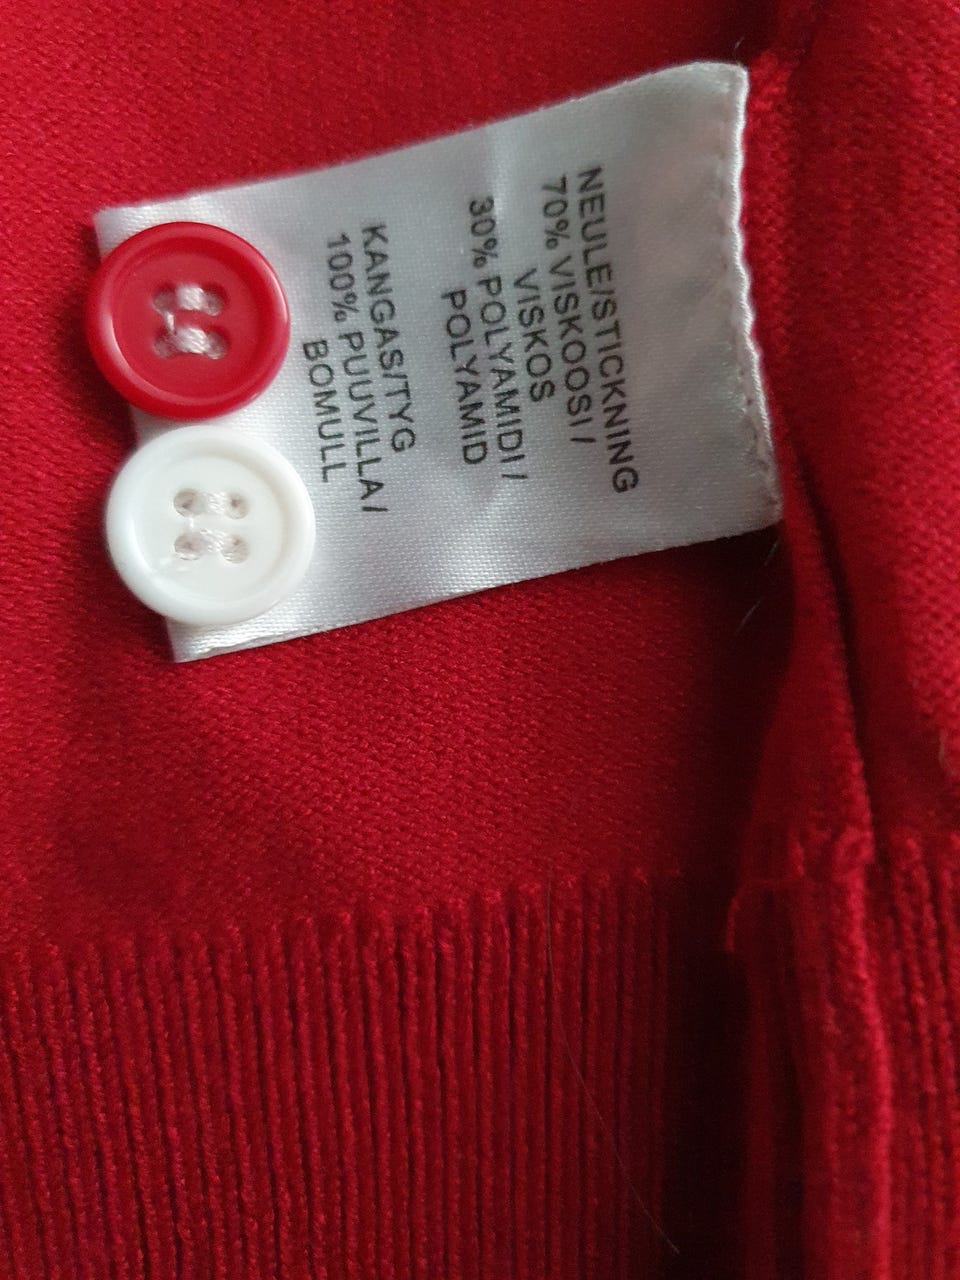 NEULE/STICKNING
70% VISKOOSI/
VISKOS
30% POLYAMIDI/
POLYAMID
KANGAS/TYG
100% PUUVILLA/
BOMULL